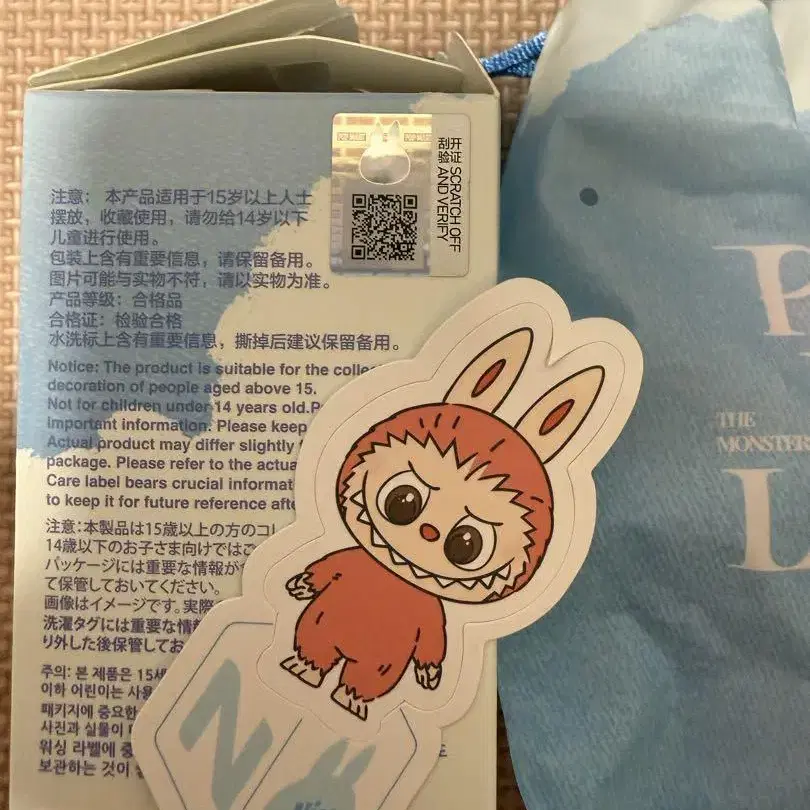 POP MART
POP MART
开证 SCRATCH OFF
刮验 AND VERIFY
注意： 本产品适用于15岁以上人士
摆放，收藏使用，请勿给14岁以下
儿童进行使用。
包装上含有重要信息，请保留备用。
图片可能与实物不符，请以实物为准。
产品等级：合格品
合格证：检验合格
水洗标上含有重要信息，撕掉后建议保留备用。
Notice: The product is suitable for the
decoration of people aged above 15.
Not for children under 14 years old.
Important information. Please keep
Actual product may differ slightly
package. Please refer to the
Care label bears crucial
to keep it for future reference
注意:本製品は15歳以上の方のコレ
14歳以下のお子さま向けではご
パッケージには重要な情報が
て保管しておいてください。
画像はイメージです。実際
洗濯タグには重要な情
り外した後保管してお
주의: 본 제품은 15세
이하 어린이는 사용
패키지에 중요한
사진과 실물이
워싱 라벨에 중
보관하는 것이
THE
MONSTERS
N